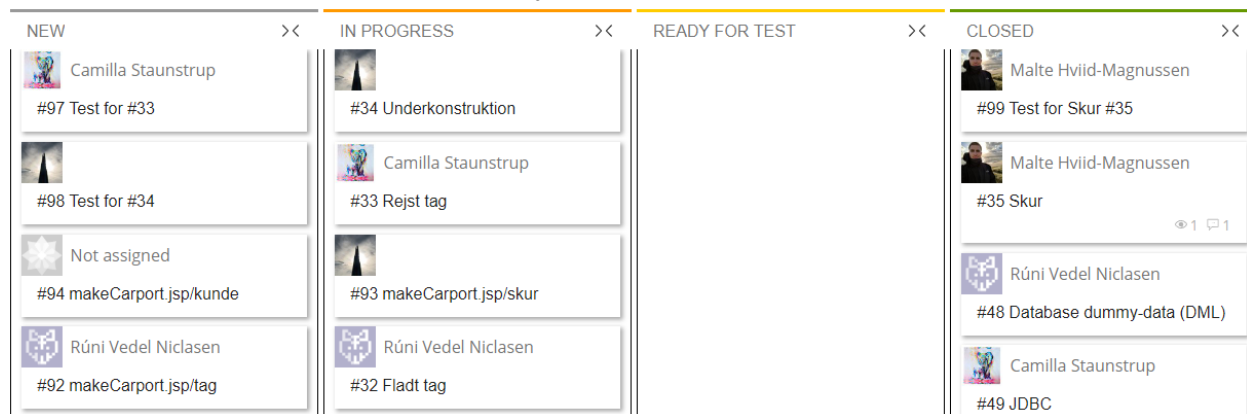 NEW
Camilla Staunstrup
#97 Test for #33
#98 Test for #34
Not assigned
#94 makeCarport.jsp/kunde
Rúni Vedel Niclasen
#92 makeCarport.jsp/tag
IN PROGRESS
#34 Underkonstruktion
Camilla Staunstrup
#33 Rejst tag
#93 makeCarport.jsp/skur
Rúni Vedel Niclasen
#32 Fladt tag
READY FOR TEST
CLOSED
Malte Hviid-Magnussen
#99 Test for Skur #35
Malte Hviid-Magnussen
#35 Skur
1 1
Rúni Vedel Niclasen
#48 Database dummy-data (DML)
Camilla Staunstrup
#49 JDBC